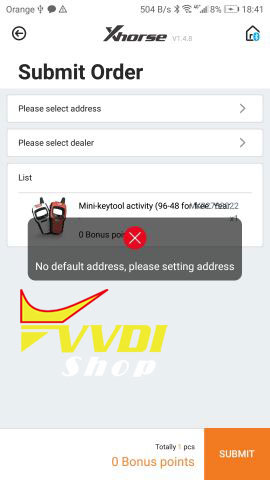 Orange
504 B/s
8%
18:41
Xhorse V1.4.8
Submit Order
Please select address
Please select dealer
List
Mini-keytool activity (96-48 for
x1
0 Bonus poi
No default address, please setting address
VVDI
Shop
Totally 1 pcs
0 Bonus points
SUBMIT